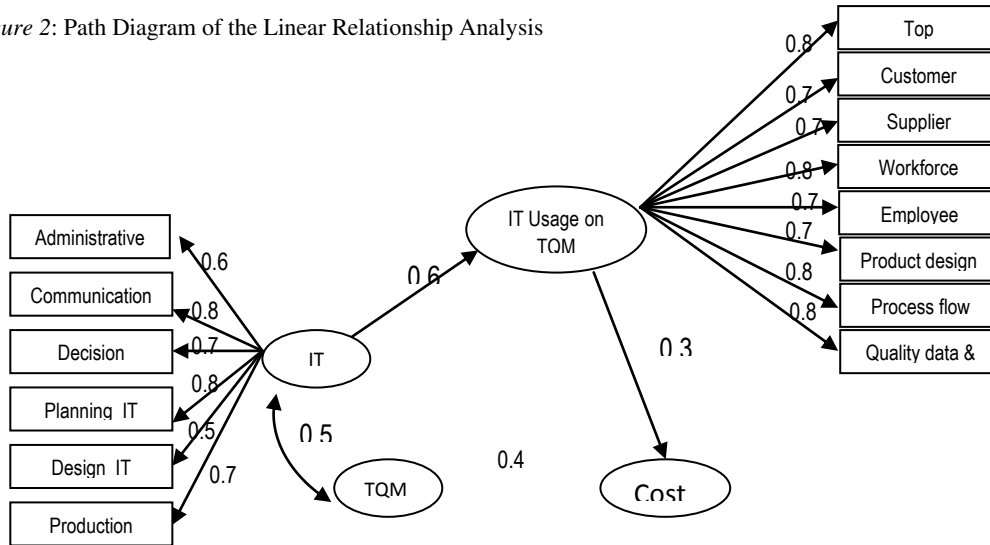 ure 2: Path Diagram of the Linear Relationship Analysis
Top
0.8
Customer
0.7
Supplier
0.7
Workforce
0.8
Employee
0.7
Product design
0.7
Process flow
0.8
Quality data &
0.8
IT Usage on
TQM
Administrative
0.6
Communication
0.8
Decision
0.7
Planning IT
0.8
Design IT
0.5
Production
0.7
IT
0.6
0.3
0.5
0.4
TQM
Cost